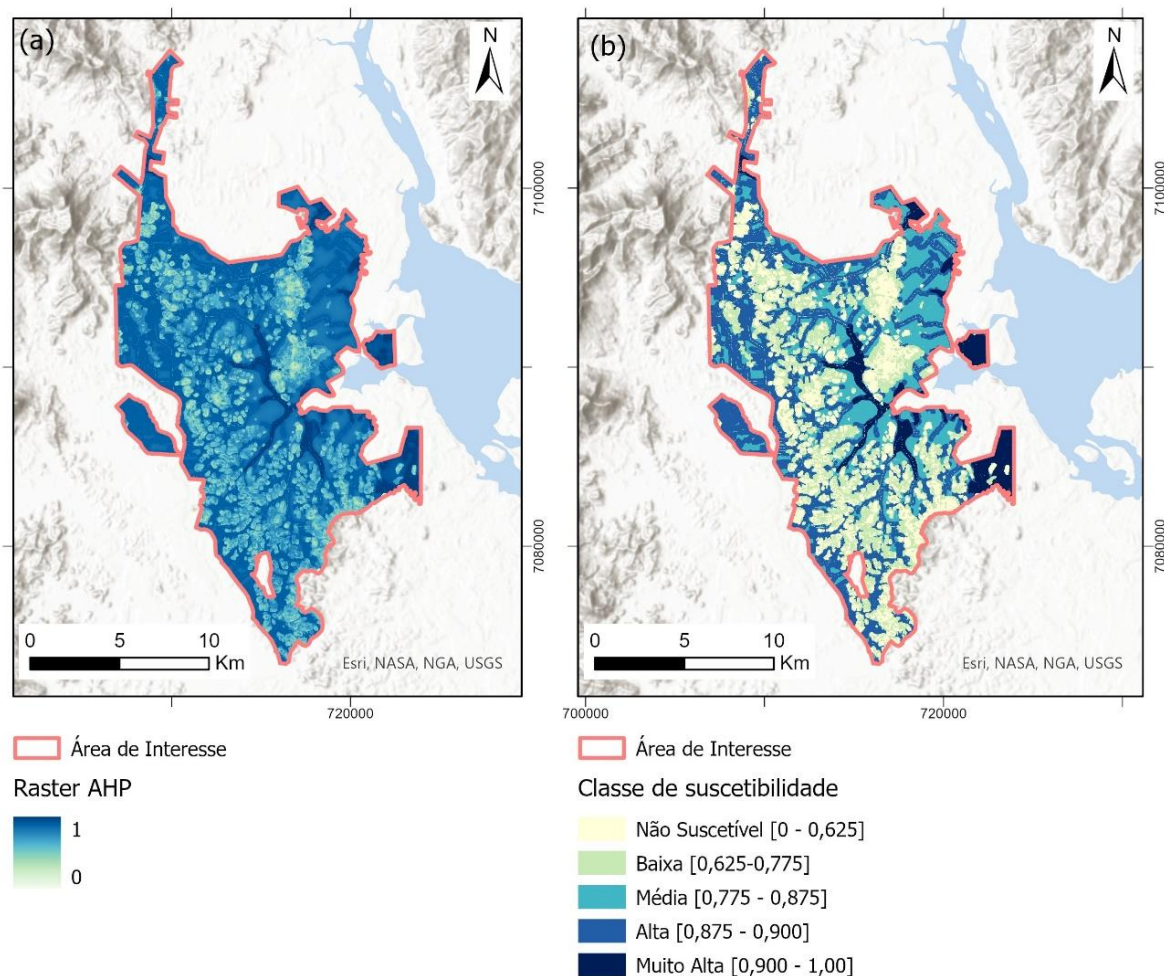 (a)
N
7100000
7080000
0 5 10
Km
Esri, NASA, NGA, USGS
720000
Área de Interesse
Raster AHP
1
0
(b)
N
7100000
7080000
0 5 10
Km
Esri, NASA, NGA, USGS
700000 720000
Área de Interesse
Classe de suscetibilidade
Não Suscetível [0 - 0,625]
Baixa [0,625-0,775]
Média [0,775 - 0,875]
Alta [0,875 - 0,900]
Muito Alta [0,900 - 1,00]